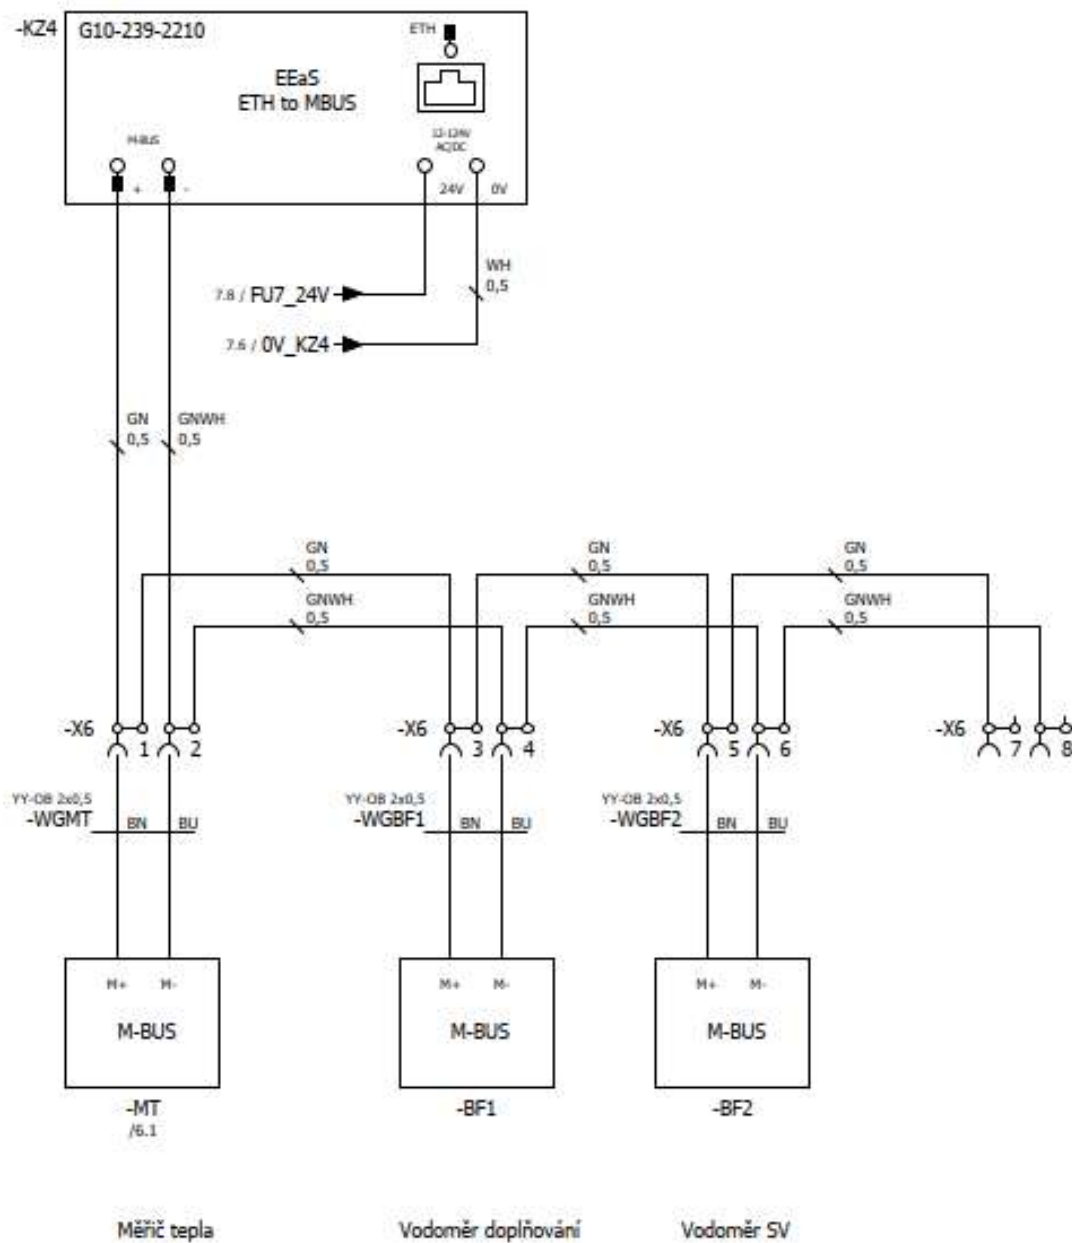 -KZ4
G10-239-2210
ETH
EEaS
ETH to MBUS
M-BUS
12-124V
AC/DC
+
-
24V
0V
WH
0,5
7.8 / FU7_24V
7.6 / 0V_KZ4
GN
0,5
GNWH
0,5
GN
0,5
GN
0,5
GN
0,5
GNWH
0,5
GNWH
0,5
GNWH
0,5
-X6
1
2
-X6
3
4
-X6
5
6
-X6
7
8
YY-OB 2x0,5
-WGMT
BN
BU
YY-OB 2x0,5
-WGBF1
BN
BU
YY-OB 2x0,5
-WGBF2
BN
BU
M+
M-
M-BUS
M+
M-
M-BUS
M+
M-
M-BUS
-MT
/6.1
-BF1
-BF2
Měřič tepla
Vodoměr doplňování
Vodoměr SV